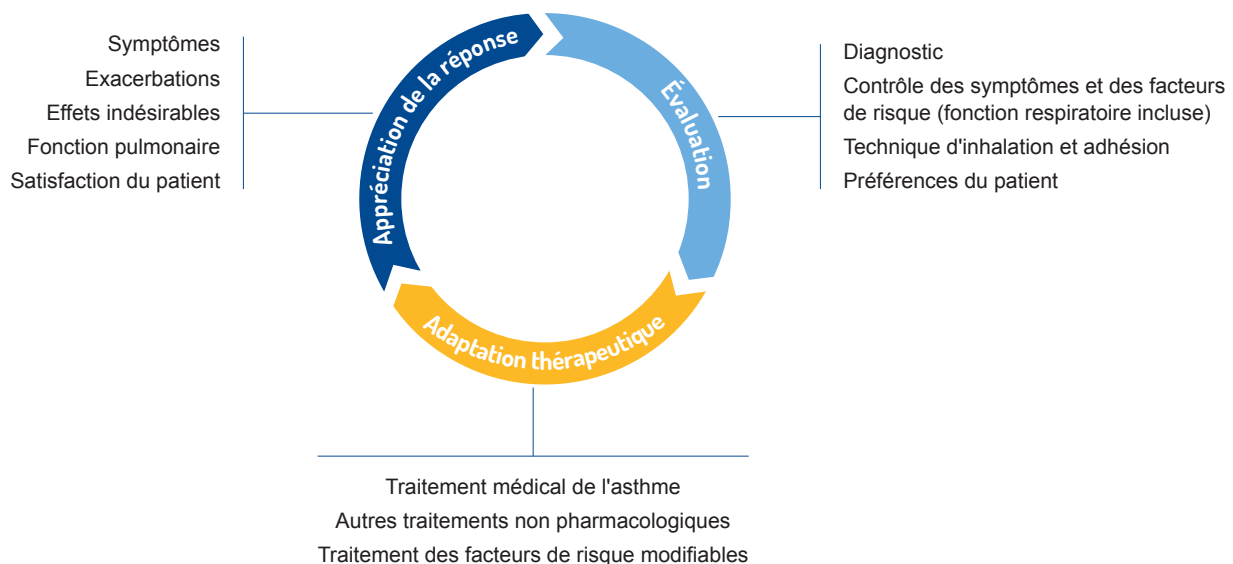 Symptômes
Exacerbations
Effets indésirables
Fonction pulmonaire
Satisfaction du patient
Appréciation de la réponse
Évaluation
Adaptation thérapeutique
Diagnostic
Contrôle des symptômes et des facteurs
de risque (fonction respiratoire incluse)
Technique d'inhalation et adhésion
Préférences du patient
Traitement médical de l'asthme
Autres traitements non pharmacologiques
Traitement des facteurs de risque modifiables